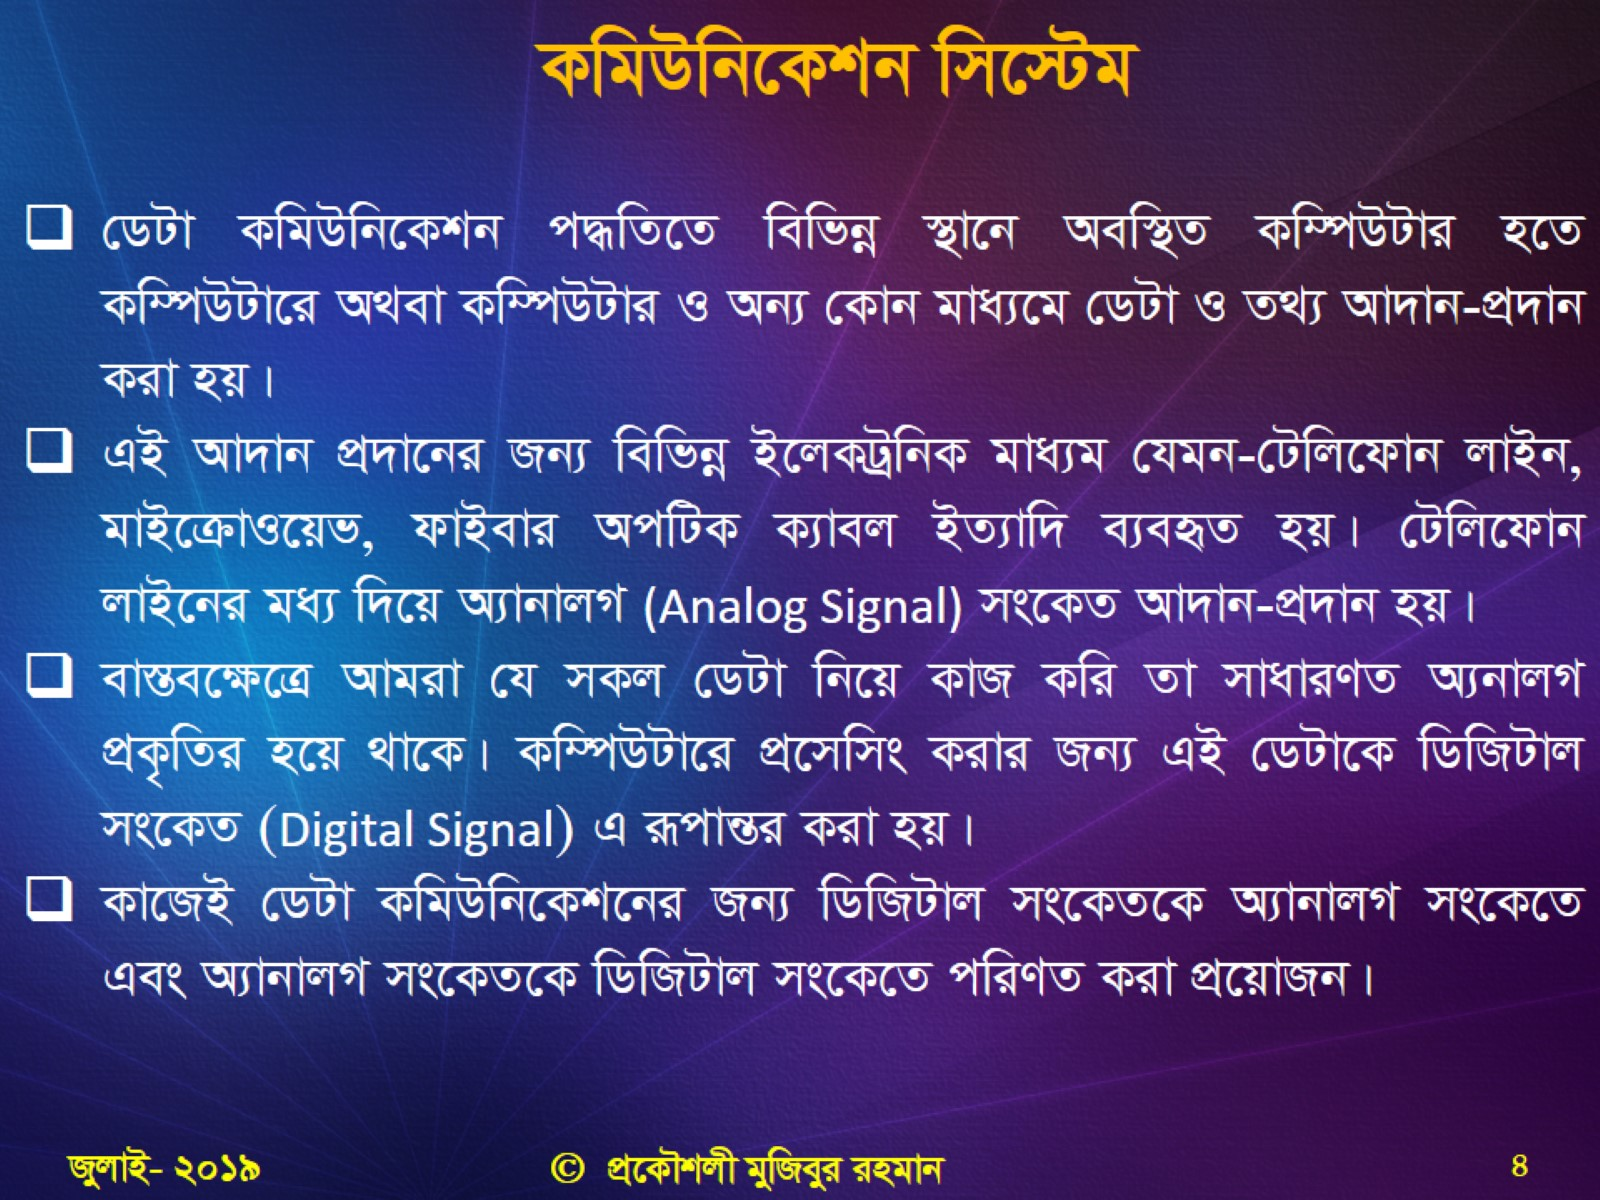 কমিউনিকেশন সিস্টেম
ডেটা কমিউনিকেশন পদ্ধতিতে বিভিন্ন স্থানে অবস্থিত কম্পিউটার হতে
কম্পিউটারে অথবা কম্পিউটার ও অন্য কোন মাধ্যমে ডেটা ও তথ্য আদান-প্রদান
করা হয়।
এই আদান প্রদানের জন্য বিভিন্ন ইলেকট্রনিক মাধ্যম যেমন-টেলিফোন লাইন,
মাইক্রোওয়েভ, ফাইবার অপটিক ক্যাবল ইত্যাদি ব্যবহৃত হয়। টেলিফোন
লাইনের মধ্য দিয়ে অ্যানালগ (Analog Signal) সংকেত আদান-প্রদান হয়।
বাস্তবক্ষেত্রে আমরা যে সকল ডেটা নিয়ে কাজ করি তা সাধারণত অ্যনালগ
প্রকৃতির হয়ে থাকে। কম্পিউটারে প্রসেসিং করার জন্য এই ডেটাকে ডিজিটাল
সংকেত (Digital Signal) এ রূপান্তর করা হয়।
কাজেই ডেটা কমিউনিকেশনের জন্য ডিজিটাল সংকেতকে অ্যানালগ সংকেতে
এবং অ্যানালগ সংকেতকে ডিজিটাল সংকেতে পরিণত করা প্রয়োজন।
জুলাই- ২০১৯ © প্রকৌশলী মুজিবুর রহমান 8